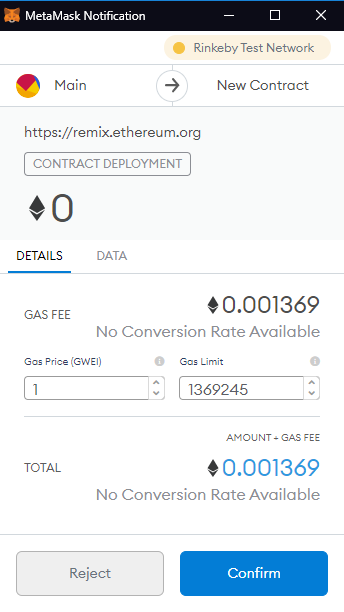 MetaMask Notification
Rinkeby Test Network
Main New Contract
https://remix.ethereum.org
CONTRACT DEPLOYMENT
0
DETAILS DATA
GAS FEE 0.001369
No Conversion Rate Available
Gas Price (GWEI) Gas Limit
1 1369245
AMOUNT + GAS FEE
TOTAL 0.001369
No Conversion Rate Available
Reject Confirm